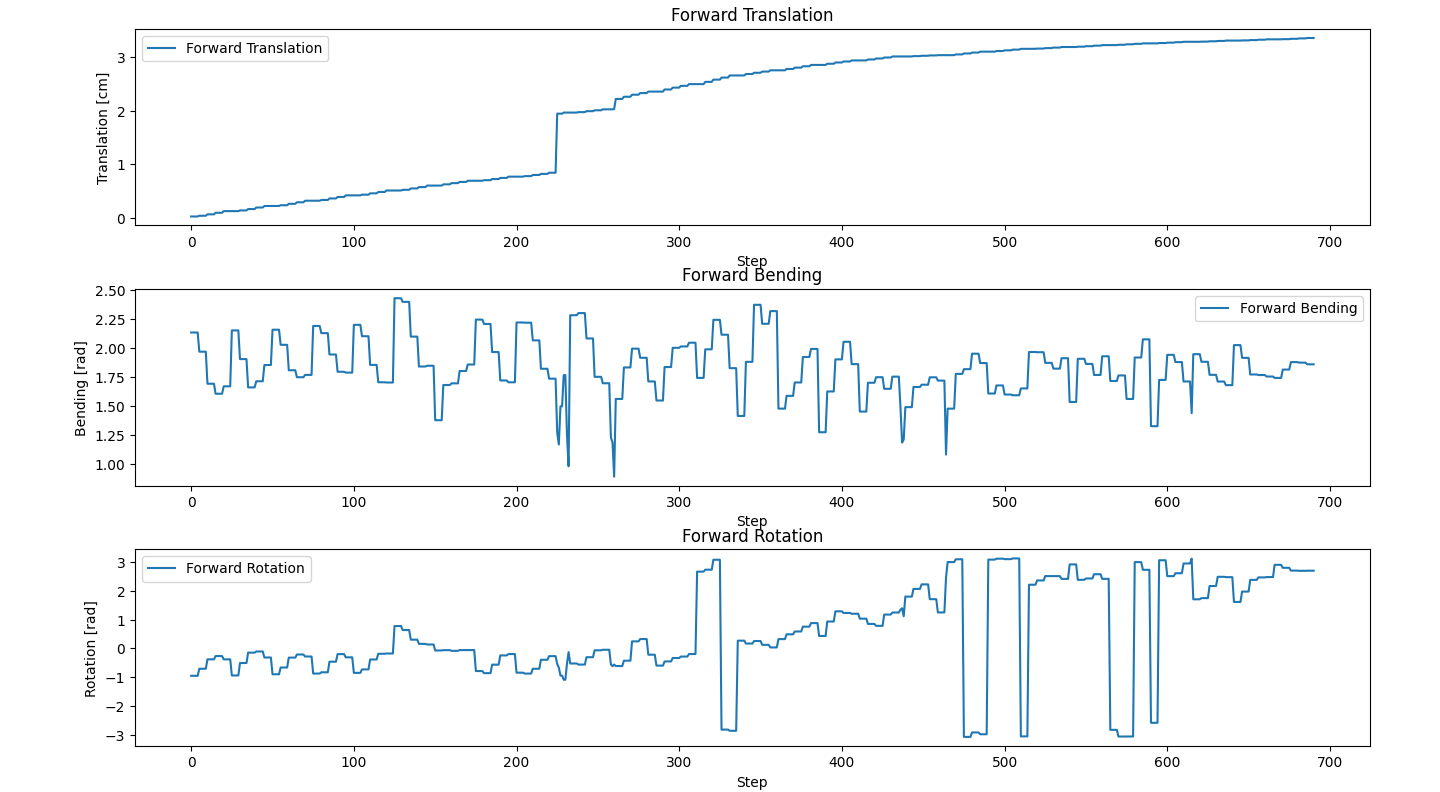 Forward Translation
Forward Translation
Translation [cm]
3
2
1
0
0 100 200 300 400 500 600 700
Step
Forward Bending
Forward Bending
Bending [rad]
2.50
2.25
2.00
1.75
1.50
1.25
1.00
0 100 200 300 400 500 600 700
Step
Forward Rotation
Forward Rotation
Rotation [rad]
3
2
1
0
−1
−2
−3
0 100 200 300 400 500 600 700
Step